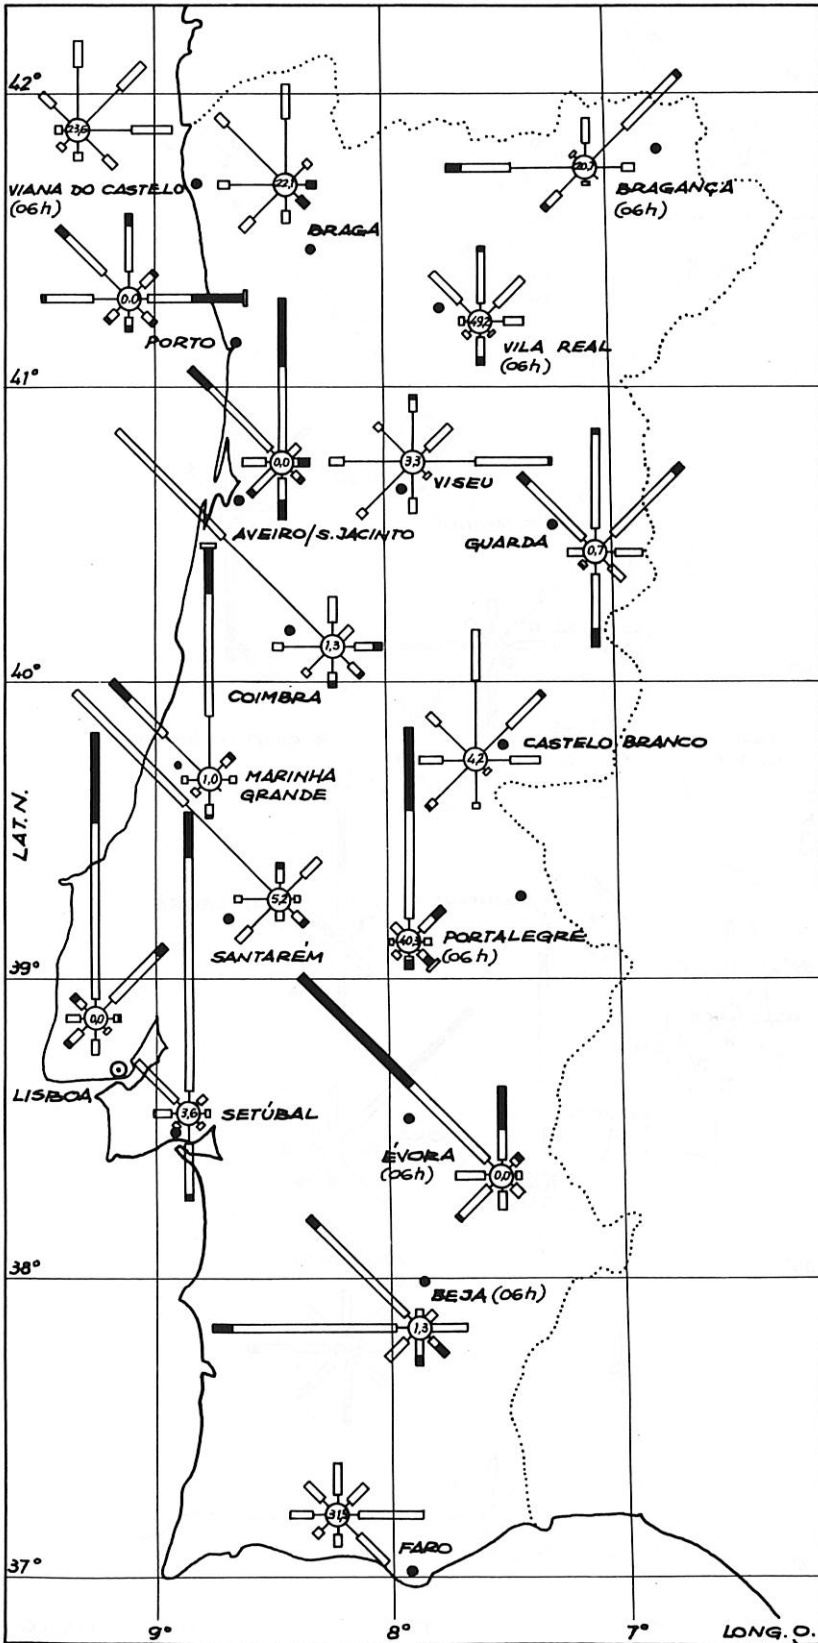 42°
23,6
VIANA DO CASTELO
(06h)
22,1
BRAGA
20,7
BRAGANÇA
(06h)
0.0
PORTO
49,2
VILA REAL
(06h)
41°
0,0
AVEIRO/S. JACINTO
3,3
VISEU
GUARDA
0,7
1,3
COIMBRA
40°
1,0
MARINHA
GRANDE
4,2
CASTELO BRANCO
LAT. N.
5,2
SANTARÉM
40,3
PORTALEGRE
(06h)
39°
0,0
LISBOA
3,6
SETÚBAL
ÉVORA
(06h)
0,0
38°
BEJA (06h)
1,3
31,5
FARO
37°
9°
8°
7°
LONG. O.